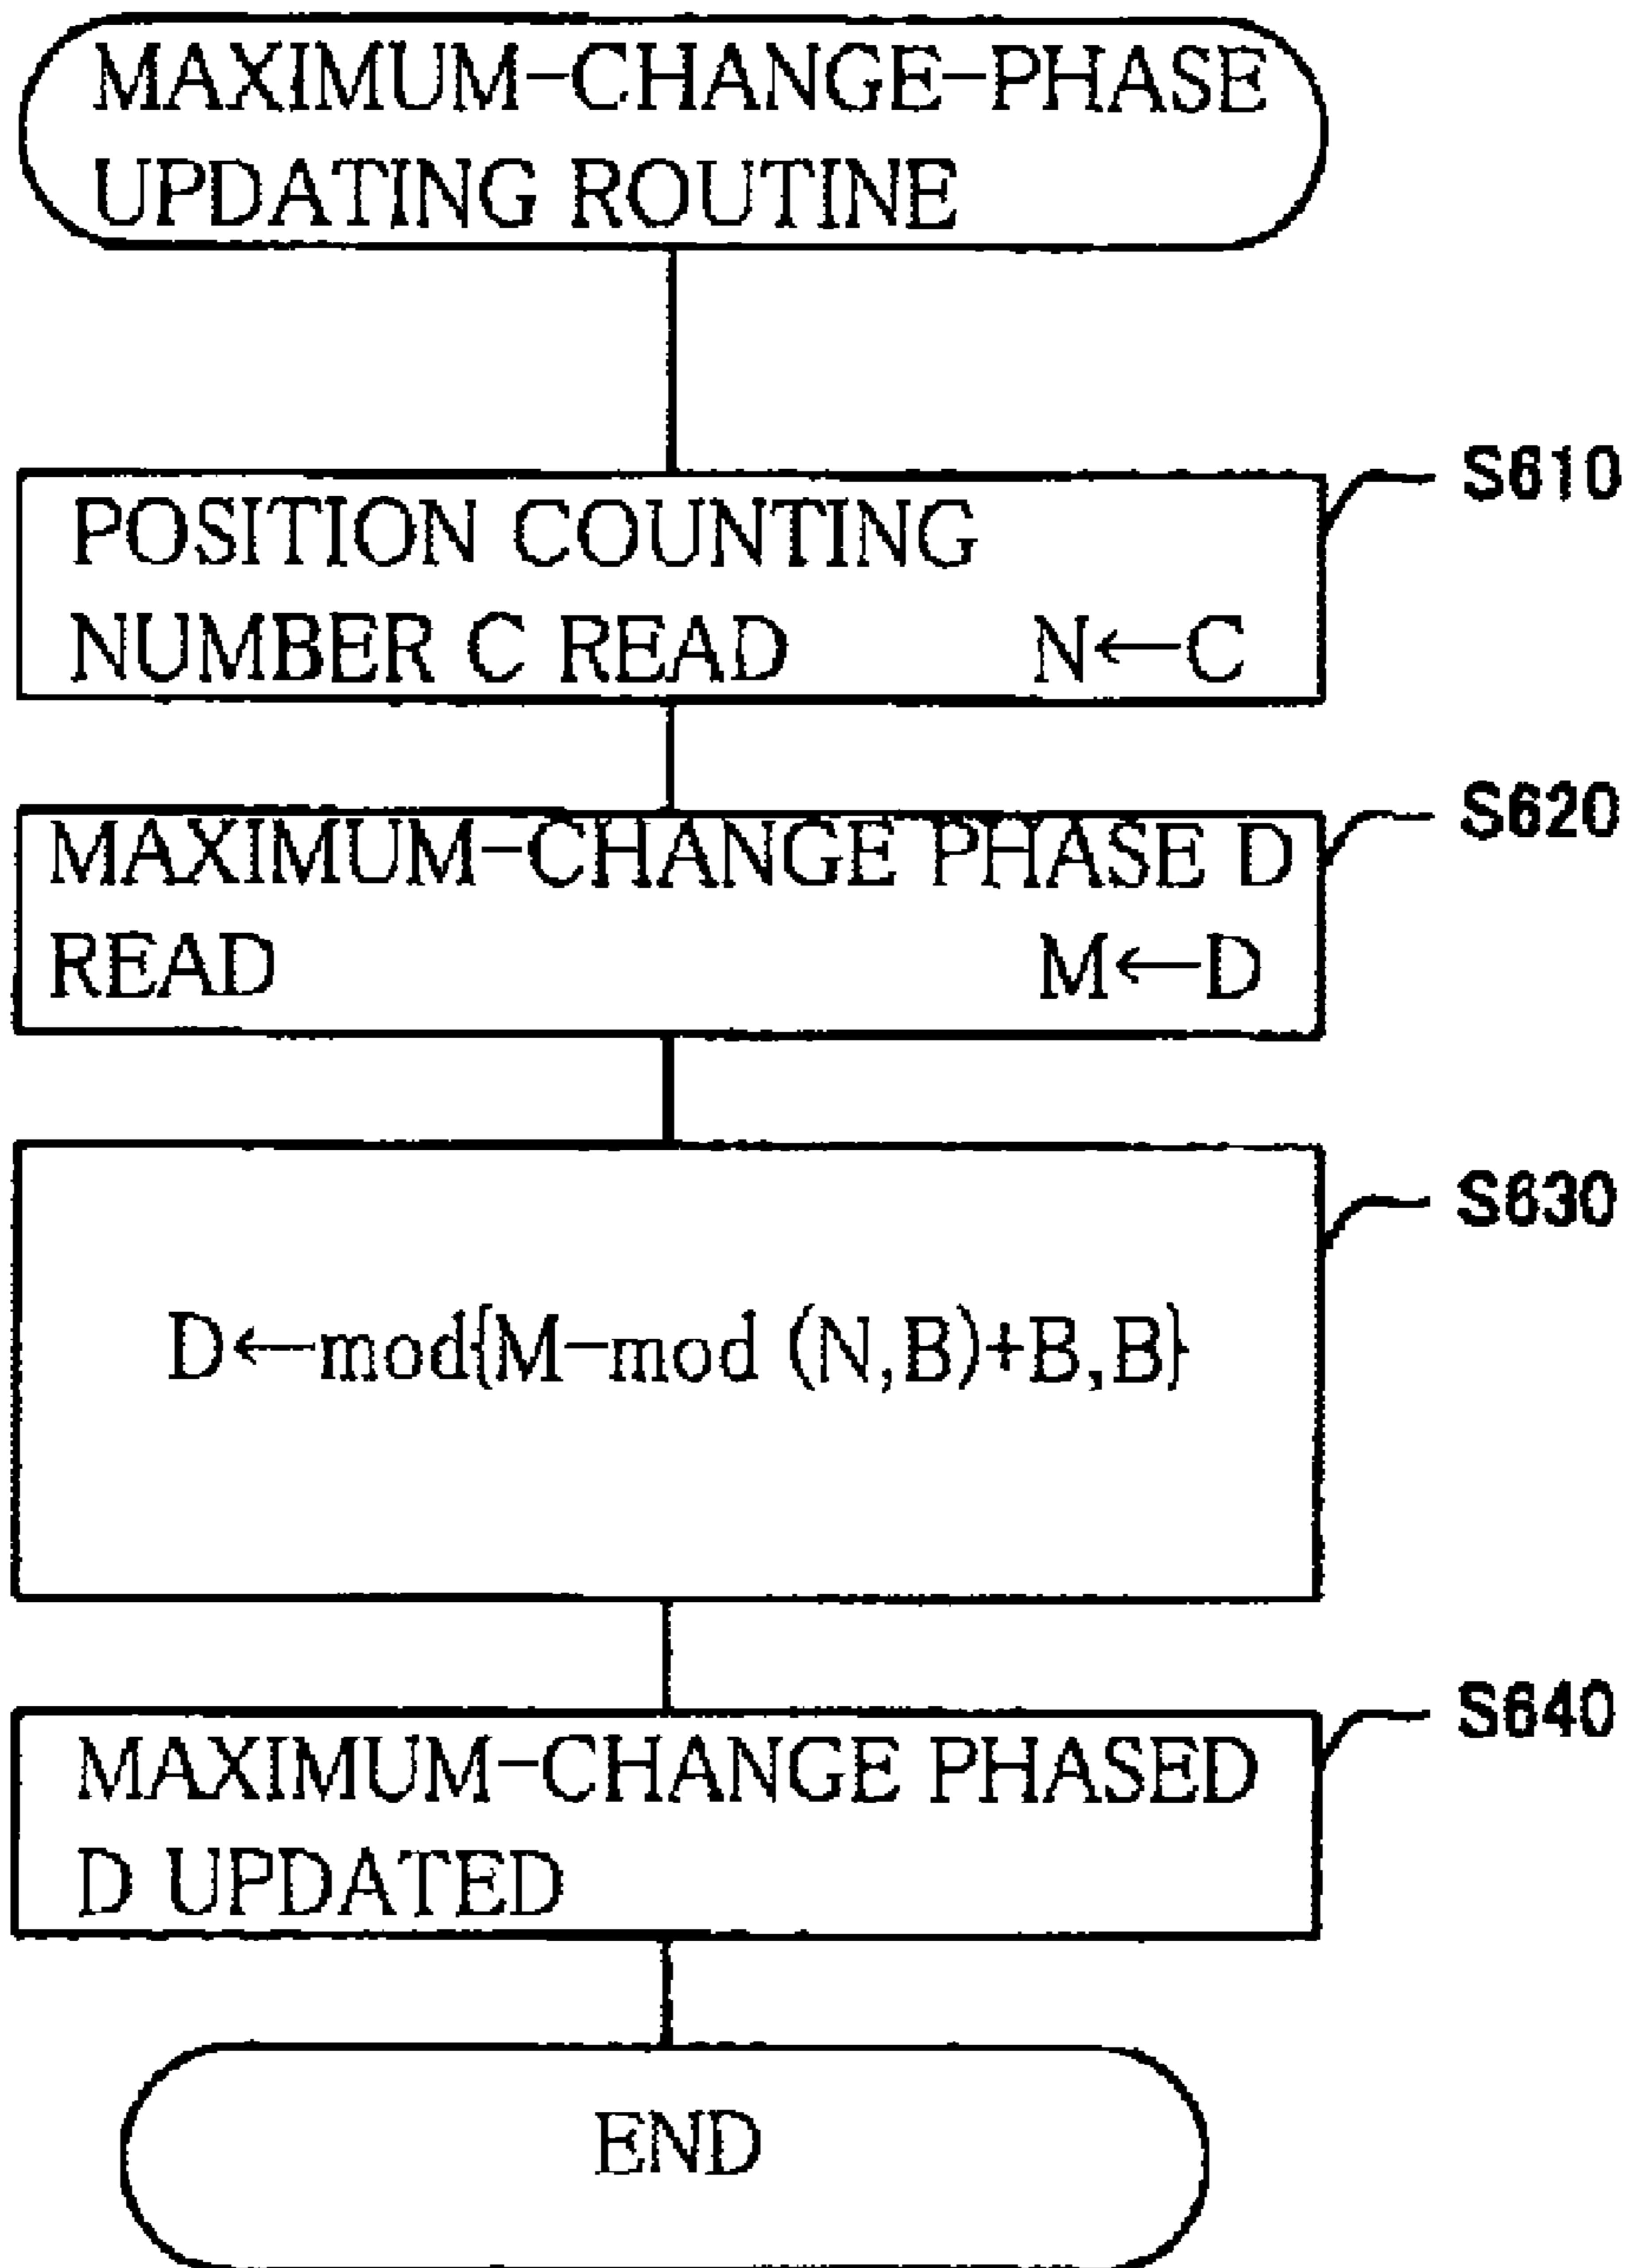 MAXIMUM-CHANGE-PHASE
UPDATING ROUTINE
S610
POSITION COUNTING
NUMBER C READ N←C
S620
MAXIMUM-CHANGE PHASE D
READ M←D
S630
D←mod{M-mod (N,B)+B,B}
S640
MAXIMUM-CHANGE PHASED
D UPDATED
END